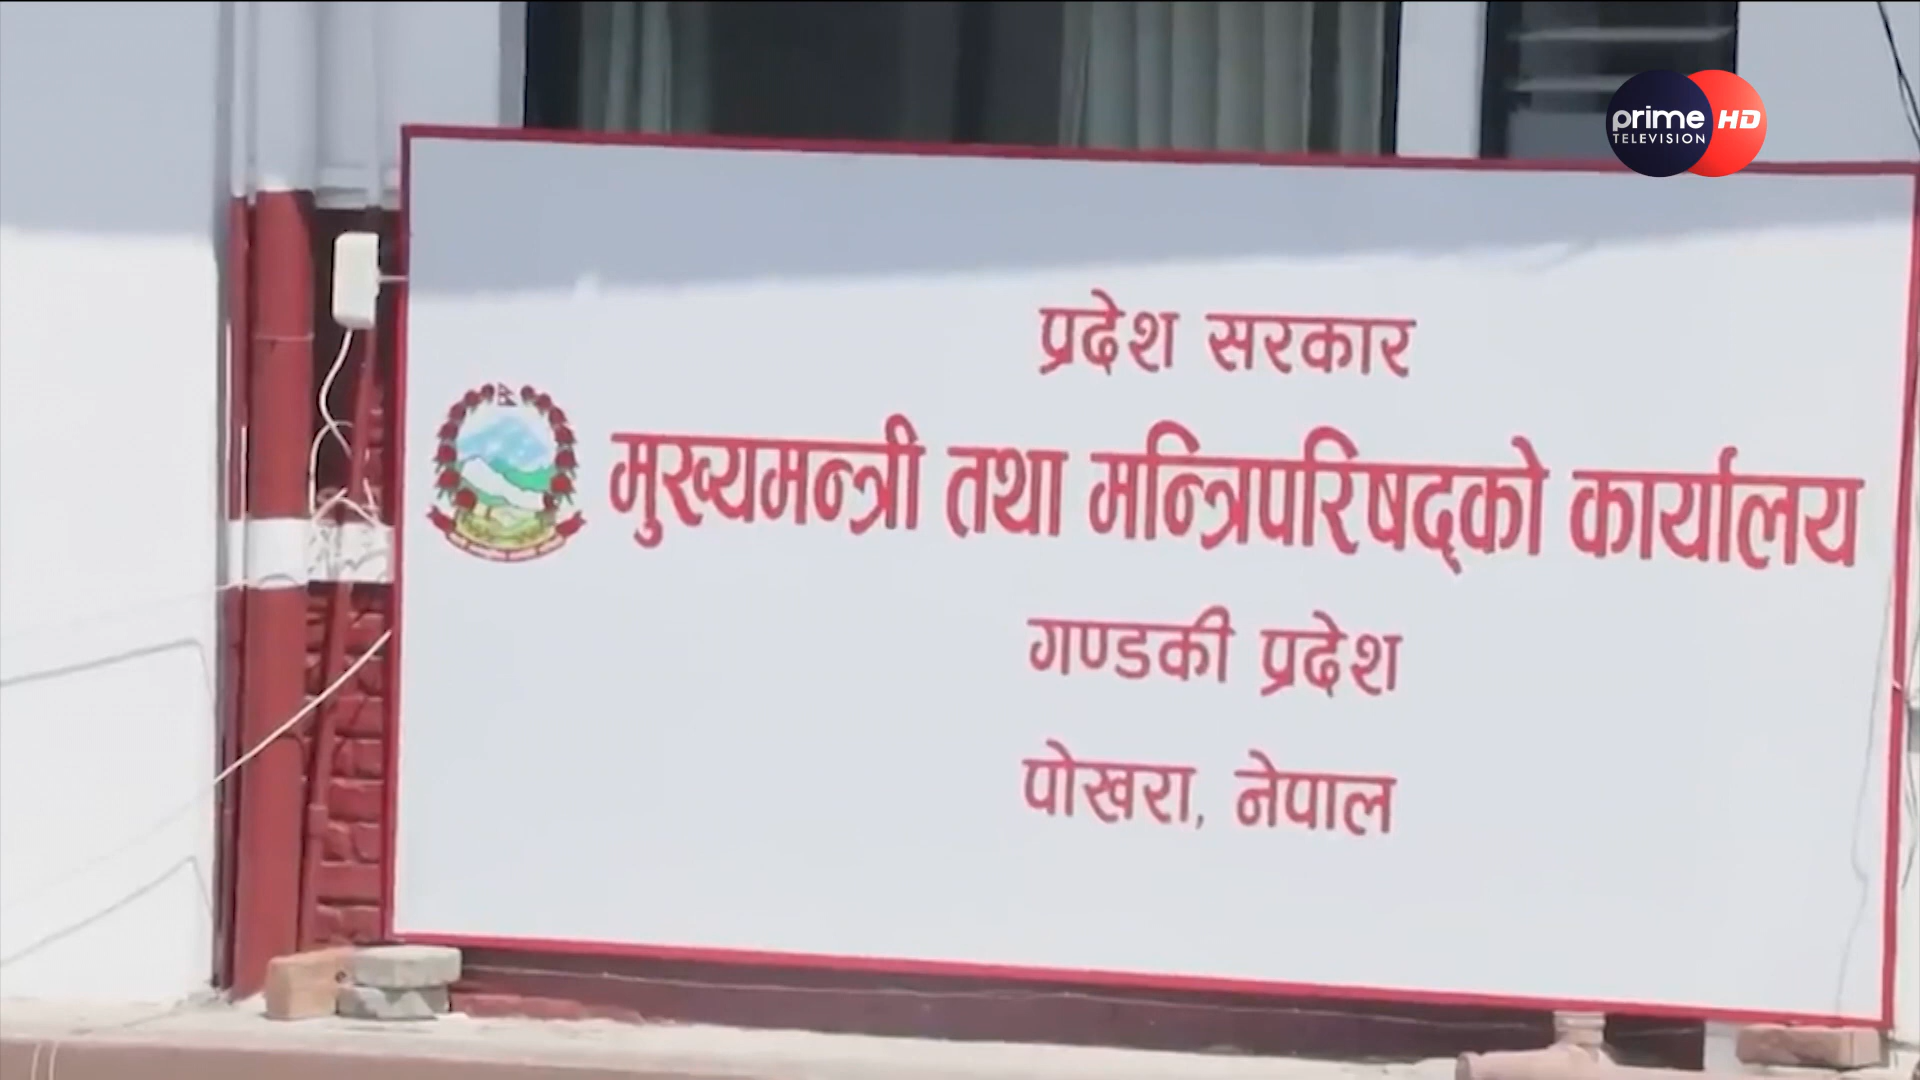 prime HD
TELEVISION
प्रदेश सरकार
मुख्यमन्त्री तथा मन्त्रिपरिषद्को कार्यालय
गण्डकी प्रदेश
पोखरा, नेपाल